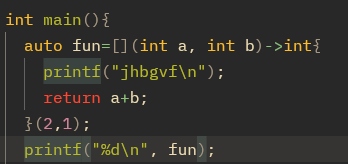 int main(){
auto fun=[](int a, int b)->int{
printf("jhbgvf\n");
return a+b;
}(2,1);
printf("%d\n", fun);